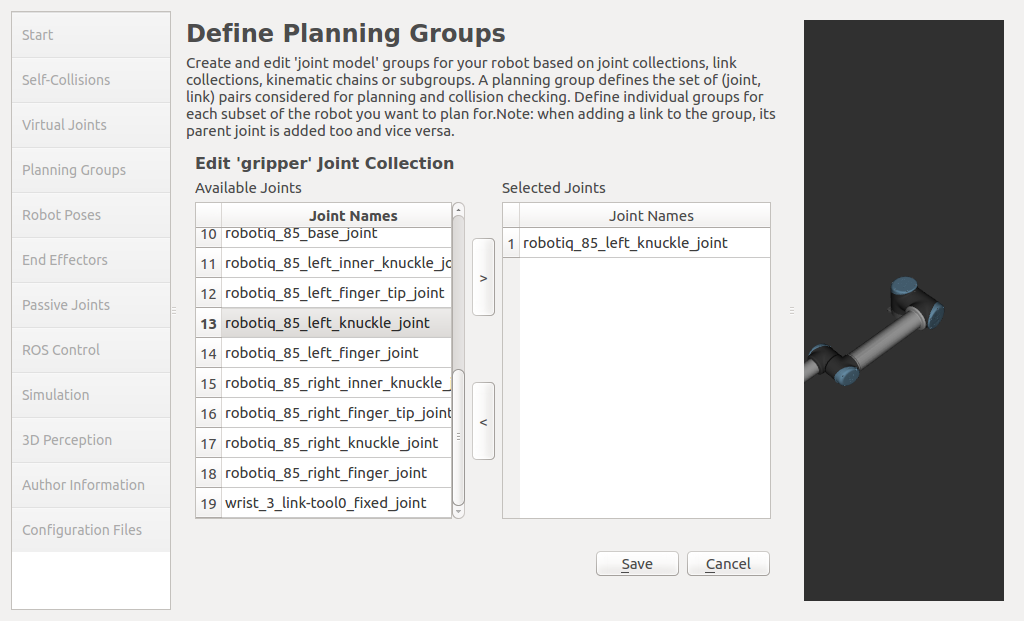 Start
Self-Collisions
Virtual Joints
Planning Groups
Robot Poses
End Effectors
Passive Joints
ROS Control
Simulation
3D Perception
Author Information
Configuration Files
Define Planning Groups
Create and edit 'joint model' groups for your robot based on joint collections, link
collections, kinematic chains or subgroups. A planning group defines the set of (joint,
link) pairs considered for planning and collision checking. Define individual groups for
each subset of the robot you want to plan for.Note: when adding a link to the group, its
parent joint is added too and vice versa.
Edit 'gripper' Joint Collection
Available Joints
Joint Names
10 robotiq_85_base_joint
11 robotiq_85_left_inner_knuckle_jo
12 robotiq_85_left_finger_tip_joint
13 robotiq_85_left_knuckle_joint
14 robotiq_85_left_finger_joint
15 robotiq_85_right_inner_knuckle_
16 robotiq_85_right_finger_tip_joint
17 robotiq_85_right_knuckle_joint
18 robotiq_85_right_finger_joint
19 wrist_3_link-tool0_fixed_joint
>
<
Selected Joints
Joint Names
1 robotiq_85_left_knuckle_joint
Save
Cancel